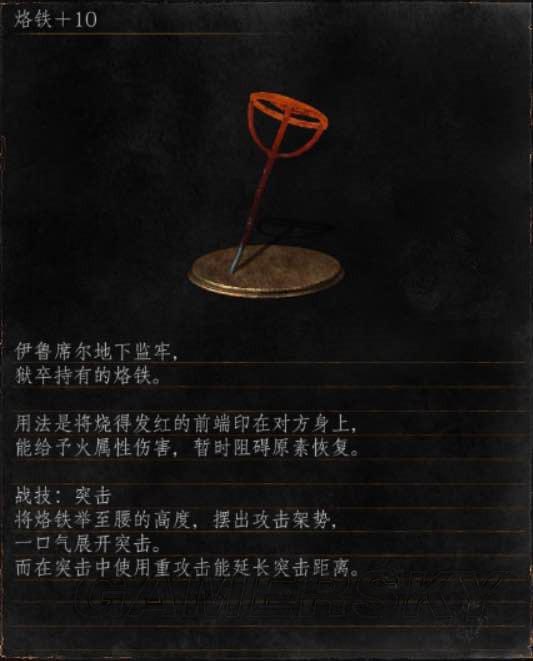 烙铁＋10
伊鲁席尔地下监牢，
狱卒持有的烙铁。
用法是将烧得发红的前端印在对方身上，
能给予火属性伤害，暂时阻碍原素恢复。
战技：突击
将烙铁举至腰的高度，摆出攻击架势，
一口气展开突击。
而在突击中使用重攻击能延长突击距离。
GAMERSKY